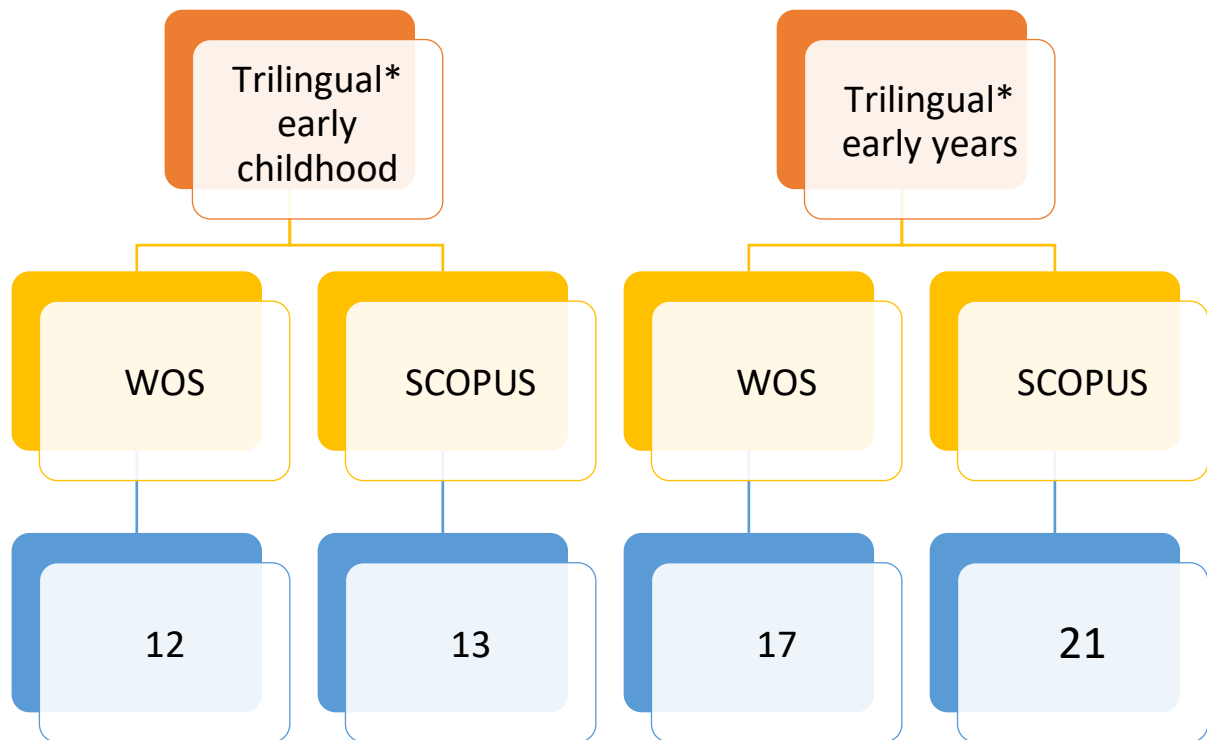 Trilingual*
early
childhood
Trilingual*
early years
WOS
SCOPUS
WOS
SCOPUS
12
13
17
21